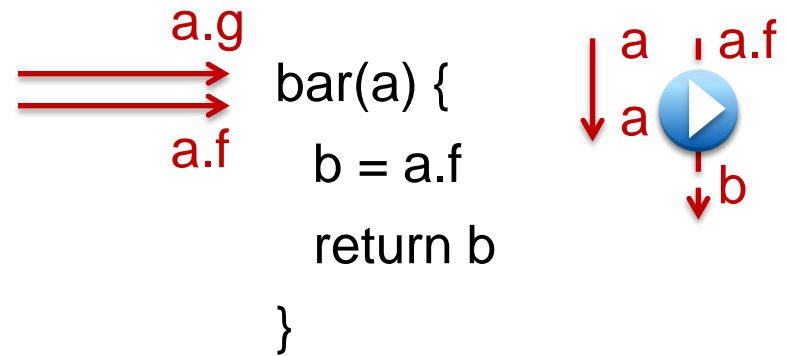 a.g
a.f
bar(a) {
b = a.f
return b
}
a
a
a.f
b